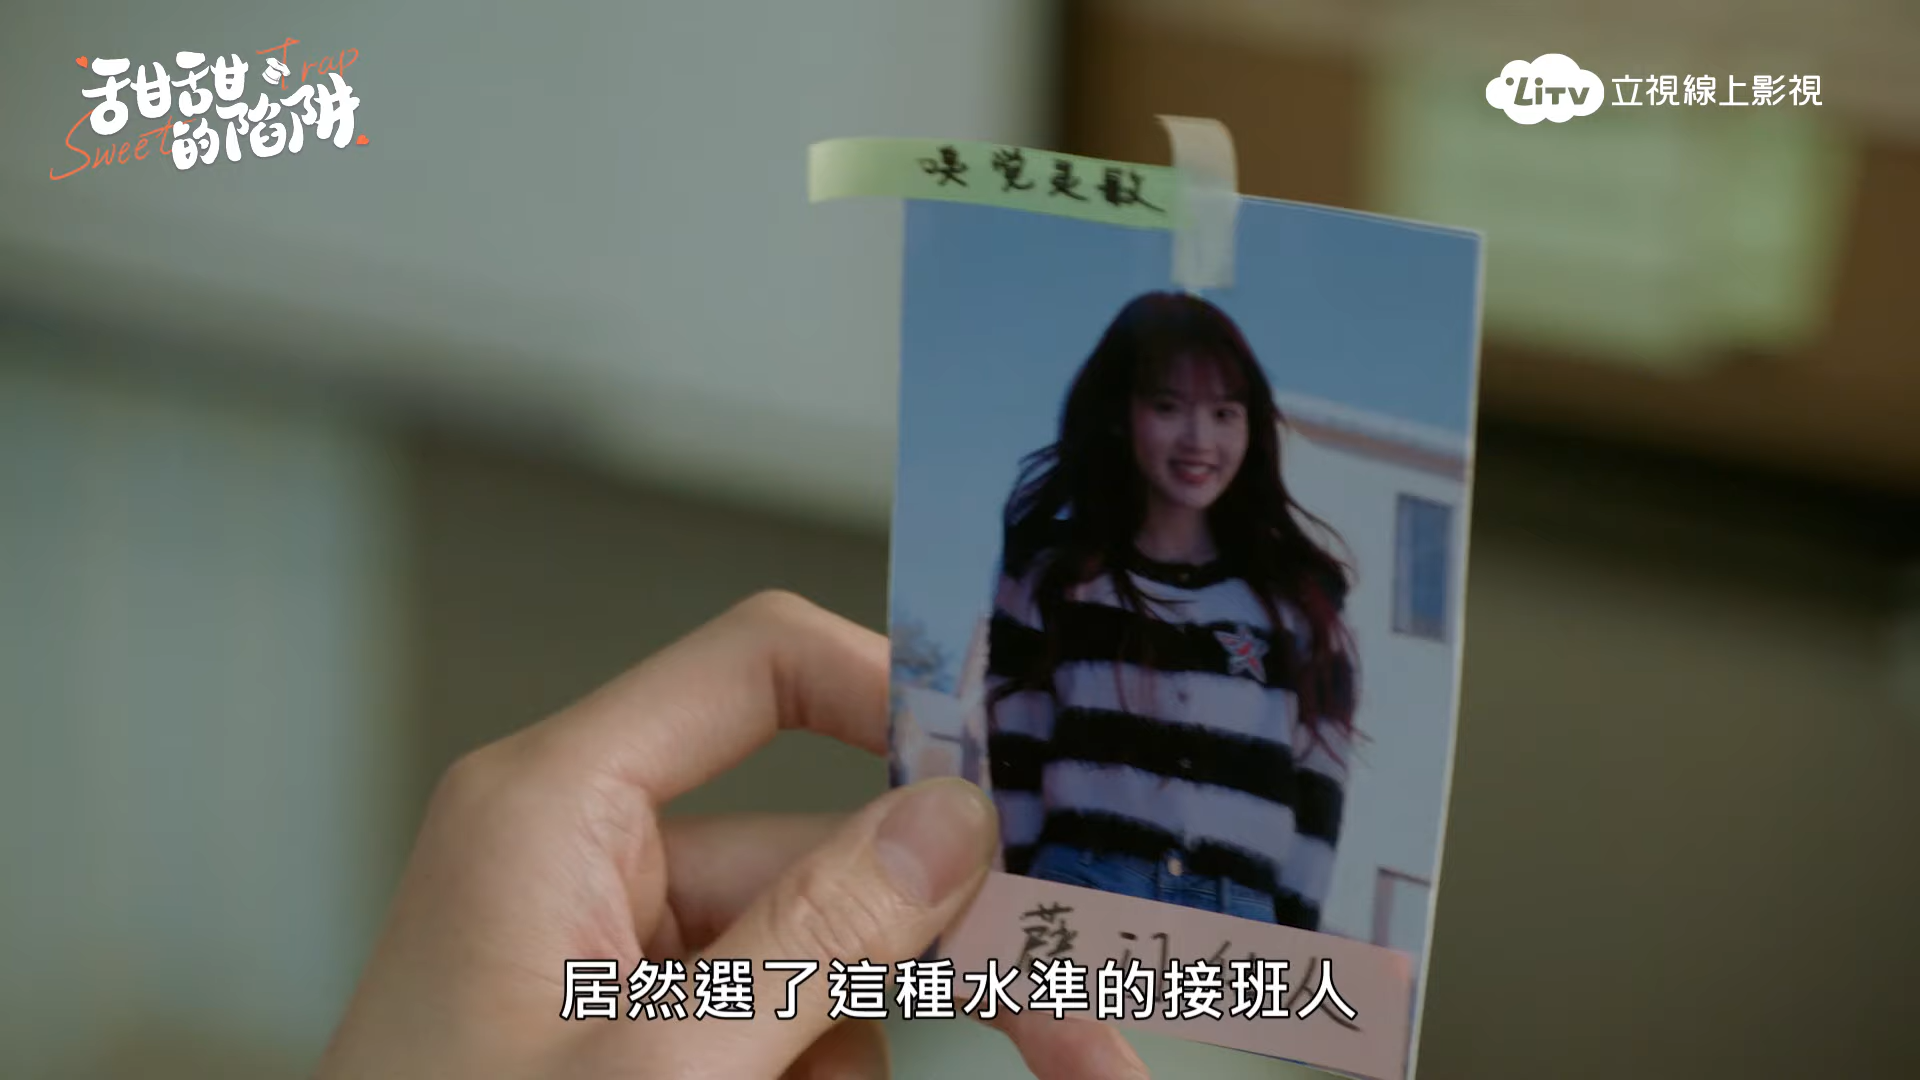 甜甜
的陷阱
Sweet Trap
LiTV 立視線上影視
嗅覺灵敏
居然選了這種水準的接班人